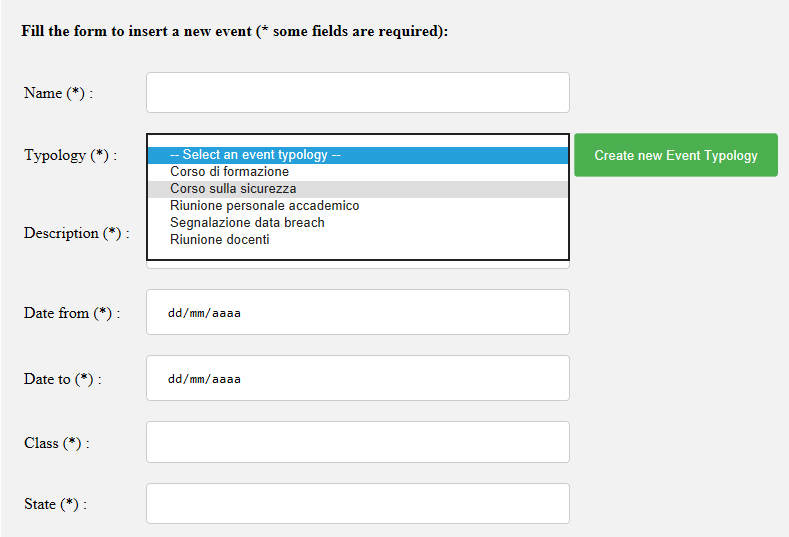 Fill the form to insert a new event (* some fields are required):
Name (*) :
Typology (*) :
-- Select an event typology --
Corso di formazione
Corso sulla sicurezza
Riunione personale accademico
Segnalazione data breach
Riunione docenti
Create new Event Typology
Description (*) :
Date from (*) :
dd/mm/aaaa
Date to (*) :
dd/mm/aaaa
Class (*) :
State (*) :